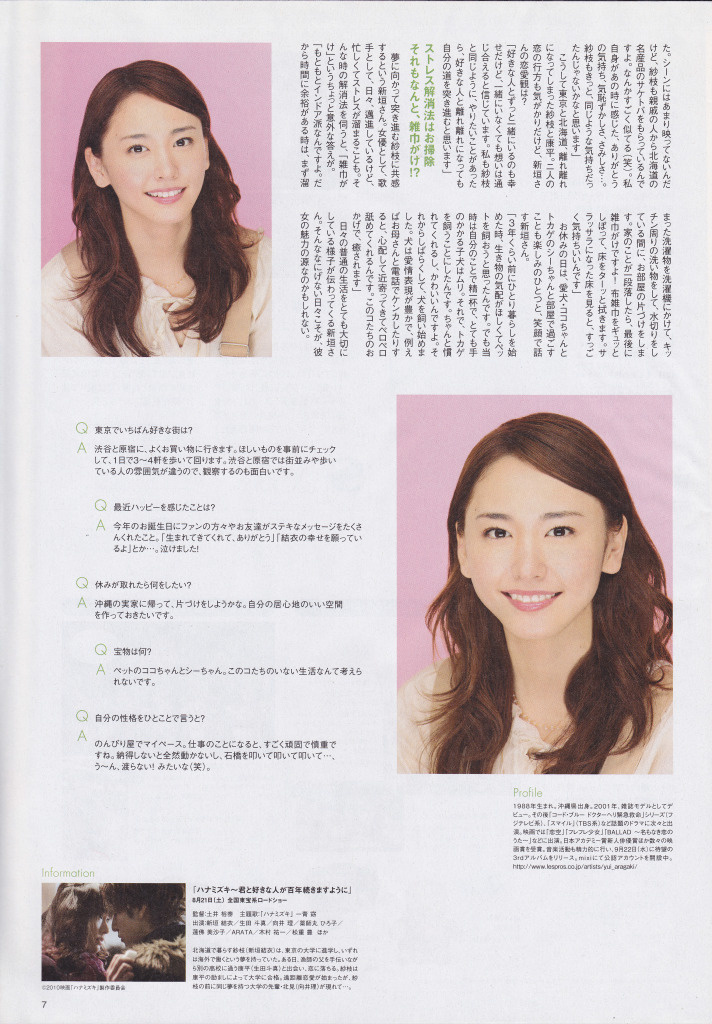 た。シーンにはあまり映ってないんだ
けど、紗枝も親戚の人から北海道の
名産品のサケトバをもらっているんで
すよ。なんかすごく似てる(笑)。私
自身があの時に感じた、ありがとう
の気持ち、気恥ずかしさ、さみしさ…。
紗枝もきっと、同じような気持ちだっ
たんじゃないかなと思います」
こうして東京と北海道、離れ離れ
になってしまった紗枝と康平。二人の
恋の行方も気がかりだけど、新垣さ
んの恋愛観は?
「好きな人とずっと一緒にいるのも幸
せだけど、一緒にいなくても想いは通
じ合えると信じています。私も紗枝
と同じように、やりたいことがあった
ら、好きな人と離れ離れになっても
自分の道を突き進むと思います」
ストレス解消法はお掃除
それもなんと、雑巾がけ!?
夢に向かって突き進む紗枝に共感
するという新垣さん。女優として、歌
手として、日々、邁進しているけど、
忙しくてストレスが溜まることも。そ
んな時の解消法を伺うと、「雑巾が
け」というちょっと意外な答えが。
「もともとインドア派なんですよ。だ
から時間に余裕がある時は、まず溜
まった洗濯物を洗濯機にかけて、キッ
チン周りの洗い物をして、水切りをし
ている間に、お部屋の片づけをしま
す。家のことが一段落したら、最後に
雑巾がけですよ! 布雑巾をギュッと
しぼって、床をターッと拭きます。サ
ラッサラになった床を見ると、すっご
く気持ちいいんです」
お休みの日は、愛犬・ココちゃんと
トカゲのシーちゃんと部屋で過ごす
ことも楽しみのひとつと、笑顔で話
す新垣さん。
「3年くらい前にひとり暮らしを始
めた時、生き物の気配がほしくてペッ
トを飼おうと思ったんです。でも当
時は自分のことで精一杯で、とても手
のかかる子犬はムリ。それで、トカゲ
を飼うことにしたんです。ちゃんと慣
れてくれるし、かわいいんですよ。そ
れからしばらくして、犬を飼い始めま
した。犬は愛情表現が豊かで、例え
ばお母さんと電話でケンカしたりす
ると、心配して近寄ってきてペロペロ
舐めてくれるんです。このコたちのお
かげで、癒されます」
日々の普通の生活をとても大切に
している様子が伝わってくる新垣さ
ん。そんななにげない日々こそが、彼
女の魅力の源なのかもしれない。
Q 東京でいちばん好きな街は?
A 渋谷と原宿に、よくお買い物に行きます。ほしいものを事前にチェック
して、1日で3〜4軒を歩いて回ります。渋谷と原宿では街並みや歩い
ている人の雰囲気が違うので、観察するのも面白いです。
Q 最近ハッピーを感じたことは?
A 今年のお誕生日にファンの方々やお友達がステキなメッセージをたくさ
んくれたこと。「生まれてきてくれて、ありがとう」「結衣の幸せを願ってい
るよ」とか…。泣けました!
Q 休みが取れたら何をしたい?
A 沖縄の実家に帰って、片づけをしようかな。自分の居心地のいい空間
を作っておきたいです。
Q 宝物は何?
A ペットのココちゃんとシーちゃん。このコたちのいない生活なんて考えら
れないです。
Q 自分の性格をひとことで言うと?
A のんびり屋でマイペース。仕事のことになると、すごく頑固で慎重で
すね。納得しないと全然動かないし、石橋を叩いて叩いて叩いて…、
う〜ん、渡らない! みたいな(笑)。
Profile
1988年生まれ。沖縄県出身。2001年、雑誌モデルとしてデ
ビュー。その後「コード・ブルー ドクターヘリ緊急救命」シリーズ(フ
ジテレビ系)、「スマイル」(TBS系)など話題のドラマに次々と出
演。映画では「恋空」「フレフレ少女」「BALLAD 〜名もなき恋の
うた〜」などに出演。日本アカデミー賞新人俳優賞ほか数々の映
画賞を受賞。音楽活動も精力的に行い、9月22日(水)に待望の
3rdアルバムをリリース。mixiにて公認アカウントを開設中。
http://www.lespros.co.jp/artists/yui_aragaki/
Information
「ハナミズキ〜君と好きな人が百年続きますように」
8月21日(土) 全国東宝系ロードショー
監督:土井 裕泰 主題歌:「ハナミズキ」一青 窈
出演:新垣 結衣/生田 斗真/向井 理/薬師丸 ひろ子/
蓮佛 美沙子/ARATA/木村 祐一/松重 豊 ほか
北海道で暮らす紗枝(新垣結衣)は、東京の大学に進学し、いずれ
は海外で働くという夢を持っていた。ある日、漁師の父を手伝いなが
ら別の高校に通う康平(生田斗真)と出会い、恋に落ちる。紗枝は
康平の励ましによって大学に合格。遠距離恋愛が始まったが、紗
枝の前に同じ夢を持つ大学の先輩・北見(向井理)が現れて…。
©2010映画「ハナミズキ」製作委員会
7